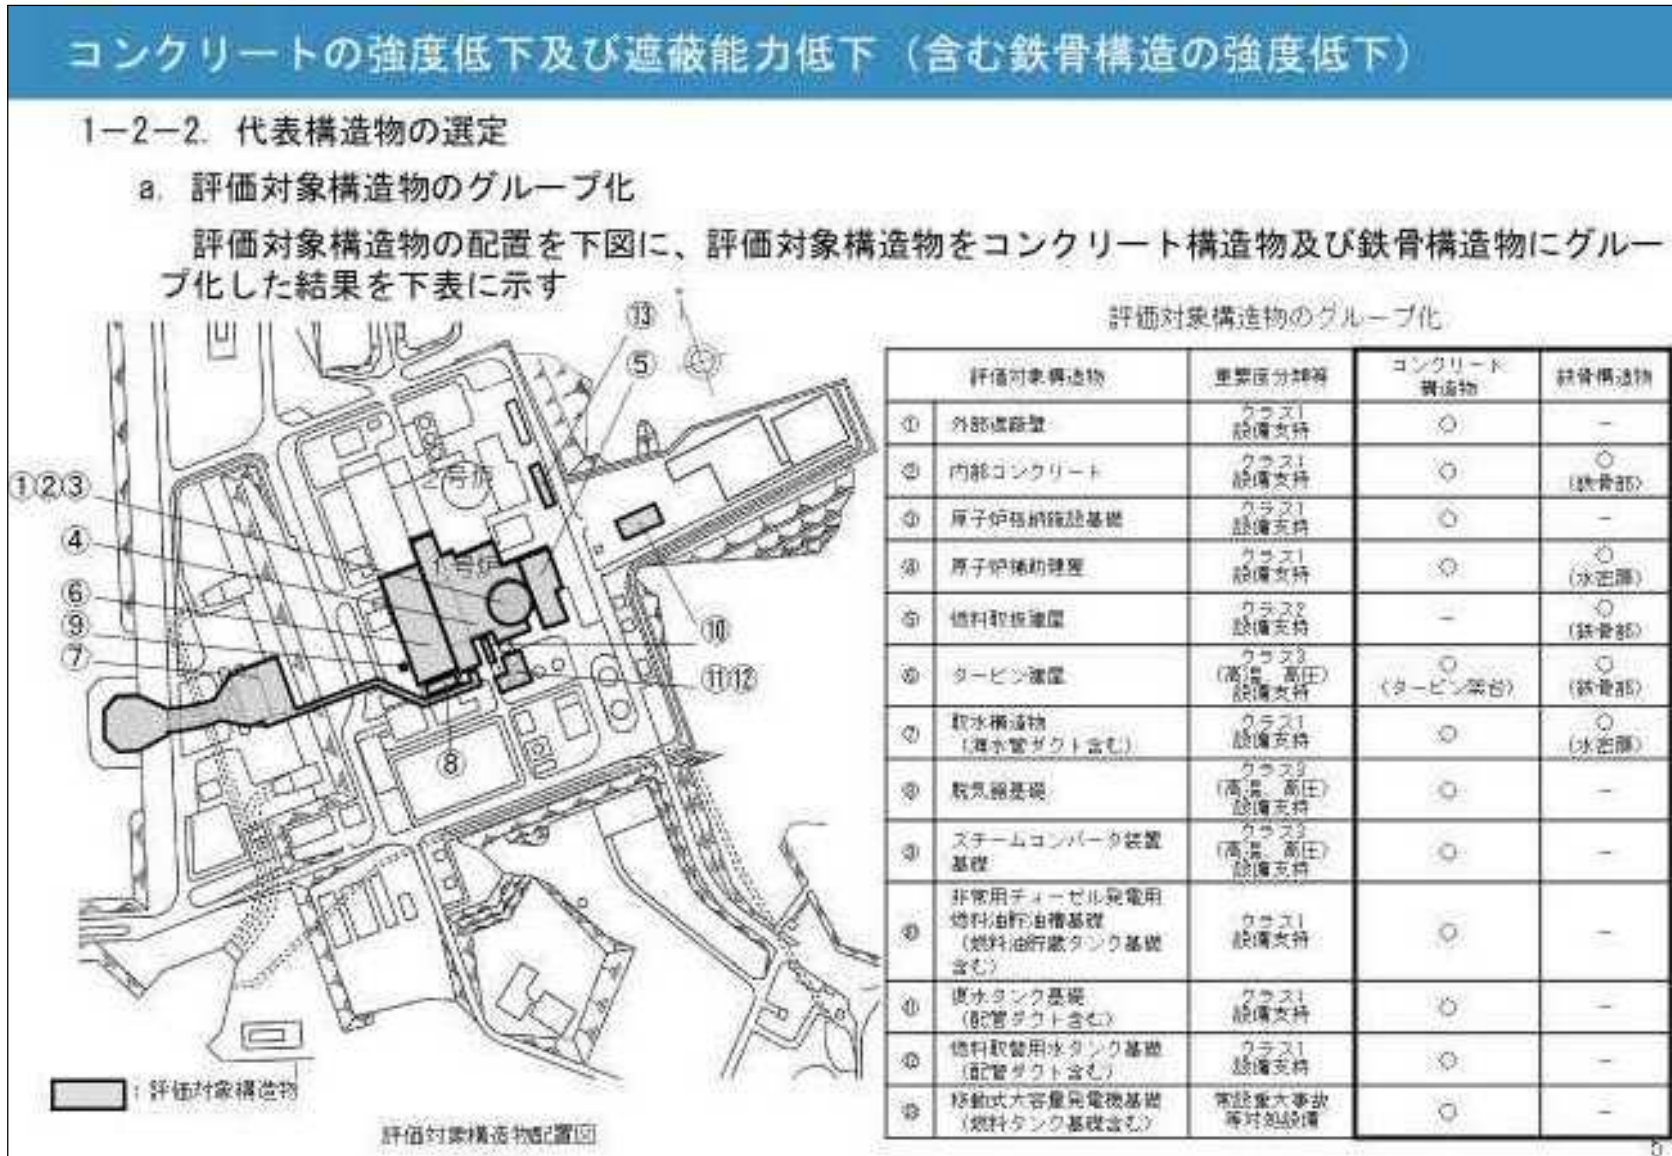 コンクリートの強度低下及び遮蔽能力低下（含む鉄骨構造の強度低下）
1−2−2. 代表構造物の選定
a. 評価対象構造物のグループ化
評価対象構造物の配置を下図に、評価対象構造物をコンクリート構造物及び鉄骨構造物にグルー
プ化した結果を下表に示す
⑬
⑤
①②③
④
⑥
⑨
⑦
⑧
⑩
⑪⑫
2号炉
1号炉
：評価対象構造物
評価対象構造物配置図
評価対象構造物のグループ化
評価対象構造物 重要度分類等 コンクリート構造物 鉄骨構造物
① 外部遮蔽壁 クラス1設備支持 ○ −
② 内部コンクリート クラス1設備支持 ○ ○（鉄骨部）
③ 原子炉格納施設基礎 クラス1設備支持 ○ −
④ 原子炉補助建屋 クラス1設備支持 ○ ○（水密扉）
⑤ 燃料取扱建屋 クラス2設備支持 − ○（鉄骨部）
⑥ タービン建屋 クラス3（高温、高圧）設備支持 ○（タービン架台） ○（鉄骨部）
⑦ 取水構造物（海水管ダクト含む） クラス1設備支持 ○ ○（水密扉）
⑧ 脱気器基礎 クラス3（高温、高圧）設備支持 ○ −
⑨ スチームコンバータ装置基礎 クラス3（高温、高圧）設備支持 ○ −
⑩ 非常用ディーゼル発電用燃料油貯油槽基礎（燃料油貯蔵タンク基礎含む） クラス1設備支持 ○ −
⑪ 復水タンク基礎（配管ダクト含む） クラス1設備支持 ○ −
⑫ 燃料取替用水タンク基礎（配管ダクト含む） クラス1設備支持 ○ −
⑬ 移動式大容量発電機基礎（燃料タンク基礎含む） 常設重大事故等対処設備 ○ −
5